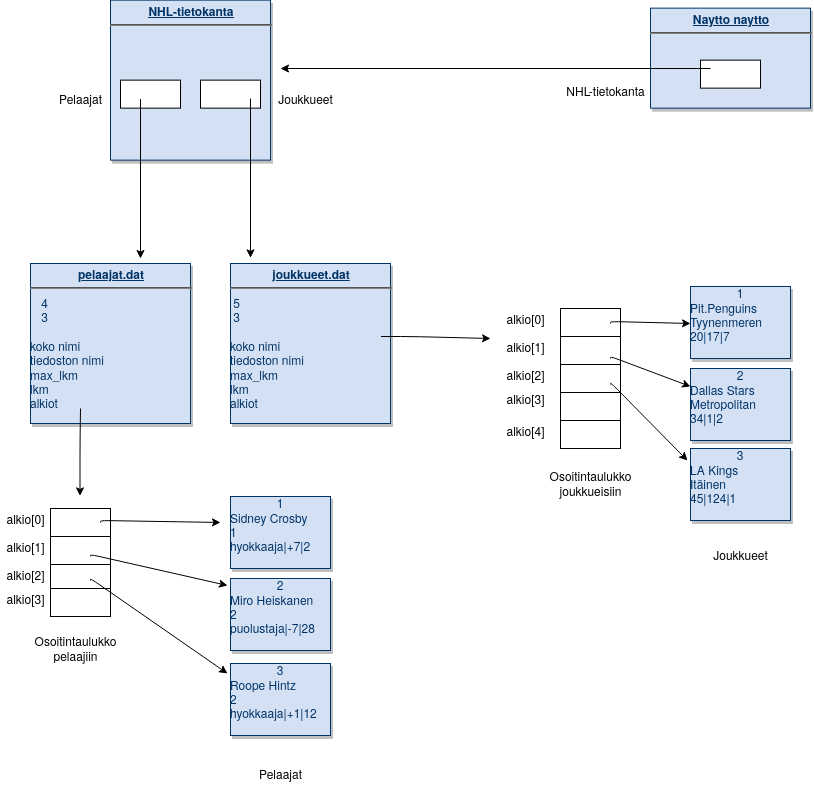 NHL-tietokanta
Naytto naytto
Pelaajat
Joukkueet
NHL-tietokanta
pelaajat.dat
4
3
koko nimi
tiedoston nimi
max_lkm
lkm
alkiot
joukkueet.dat
5
3
koko nimi
tiedoston nimi
max_lkm
lkm
alkiot
alkio[0]
alkio[1]
alkio[2]
alkio[3]
alkio[4]
Osoitintaulukko
joukkueisiin
1
Pit.Penguins
Tyynenmeren
20|17|7
2
Dallas Stars
Metropolitan
34|1|2
3
LA Kings
Itäinen
45|124|1
Joukkueet
alkio[0]
alkio[1]
alkio[2]
alkio[3]
Osoitintaulukko
pelaajiin
1
Sidney Crosby
1
hyokkaaja|+7|2
2
Miro Heiskanen
2
puolustaja|-7|28
3
Roope Hintz
2
hyokkaaja|+1|12
Pelaajat